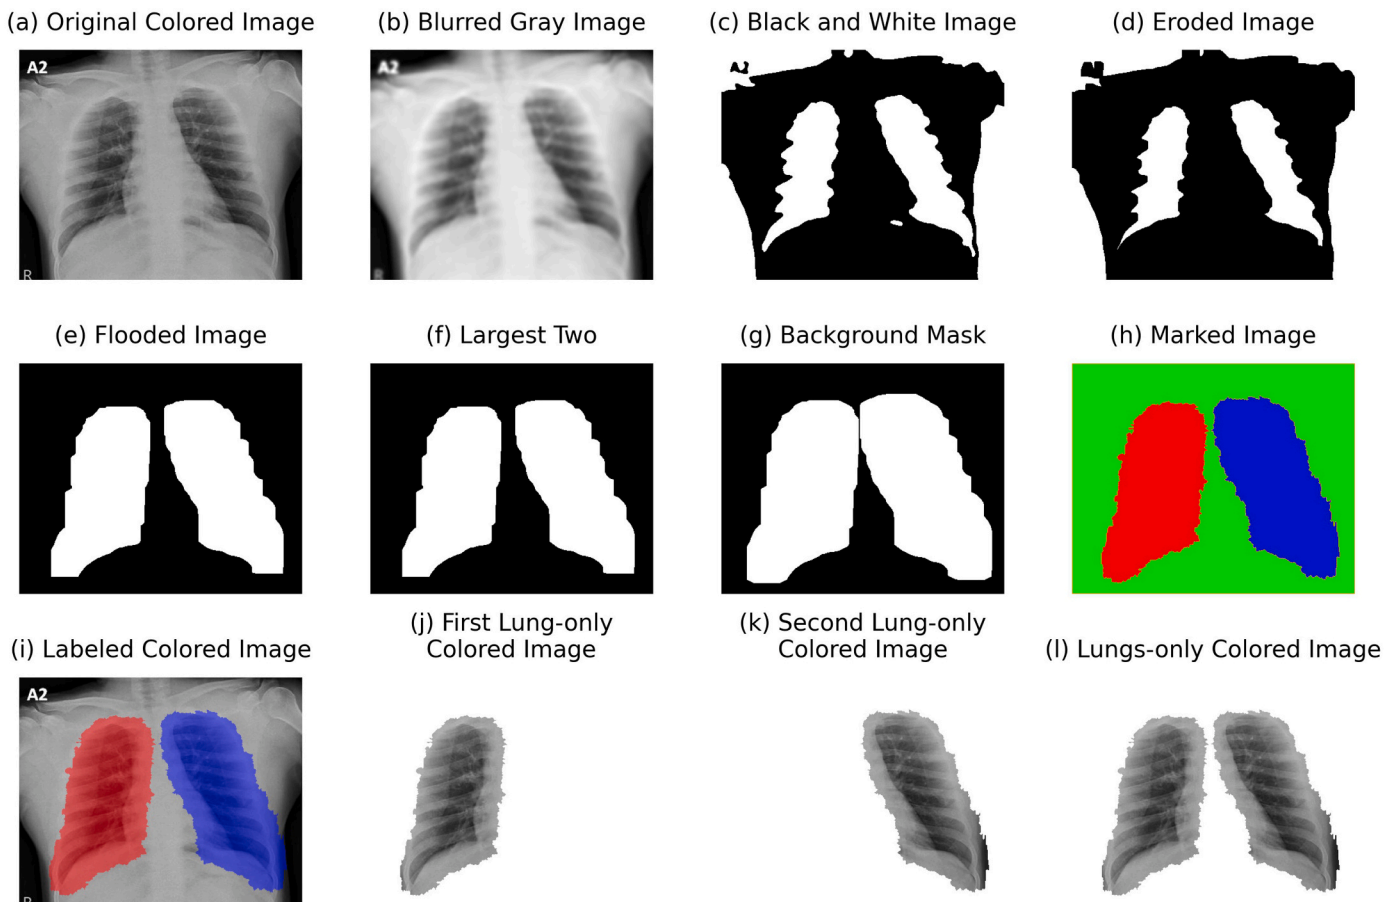 (a) Original Colored Image
(b) Blurred Gray Image
(c) Black and White Image
(d) Eroded Image
A2
A2
A2
R
R
(e) Flooded Image
(f) Largest Two
(g) Background Mask
(h) Marked Image
(i) Labeled Colored Image
(j) First Lung-only
Colored Image
(k) Second Lung-only
Colored Image
(l) Lungs-only Colored Image
A2
R